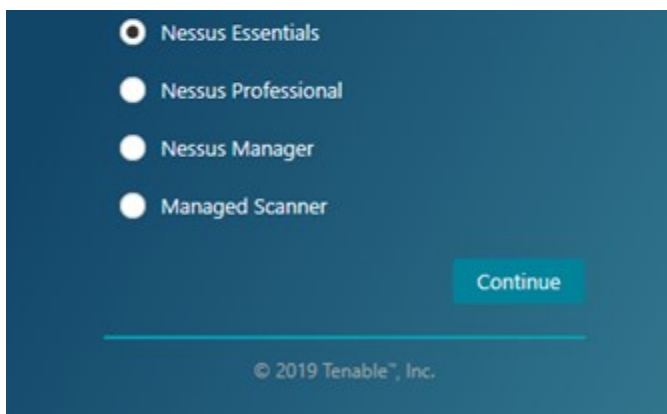 Nessus Essentials
Nessus Professional
Nessus Manager
Managed Scanner
Continue
© 2019 Tenable™, Inc.